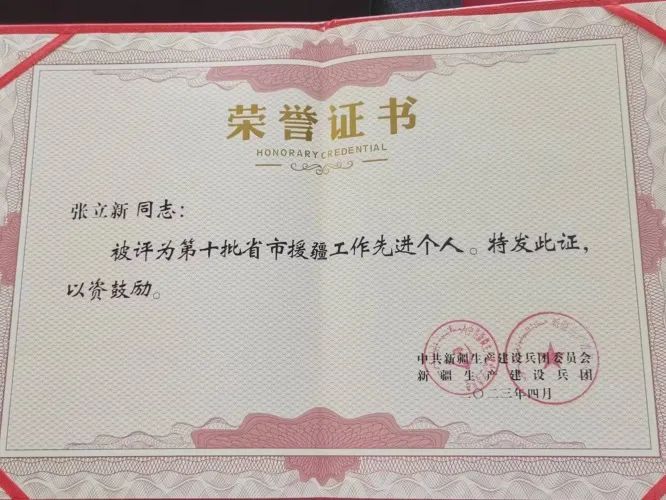 荣誉证书
HONORARY CREDENTIAL
张立新同志：
被评为第十批省市援疆工作先进个人。特发此证，
以资鼓励。
中共新疆生产建设兵团委员会
新疆生产建设兵团
二〇二三年四月